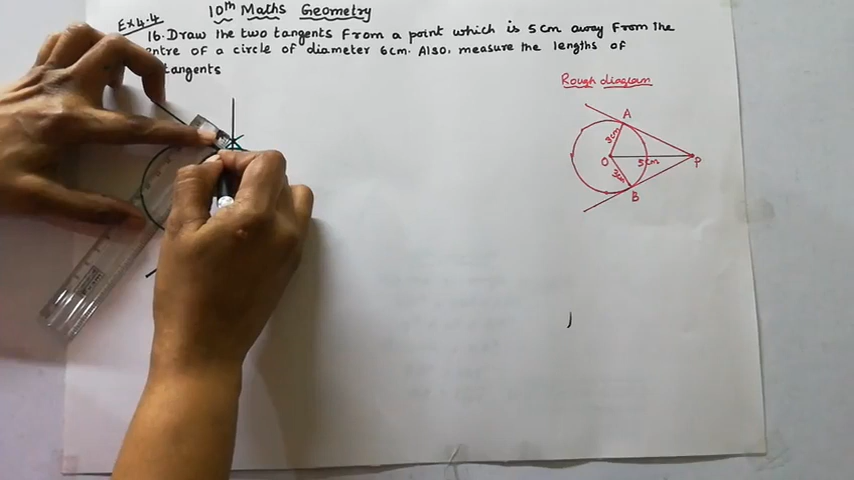 Ex 4.4
10th Maths Geometry
16. Draw the two tangents from a point which is 5cm away from the
entre of a circle of diameter 6cm. Also, measure the lengths of
tangents
Rough diagram
A
3cm
O
5cm
P
3cm
B